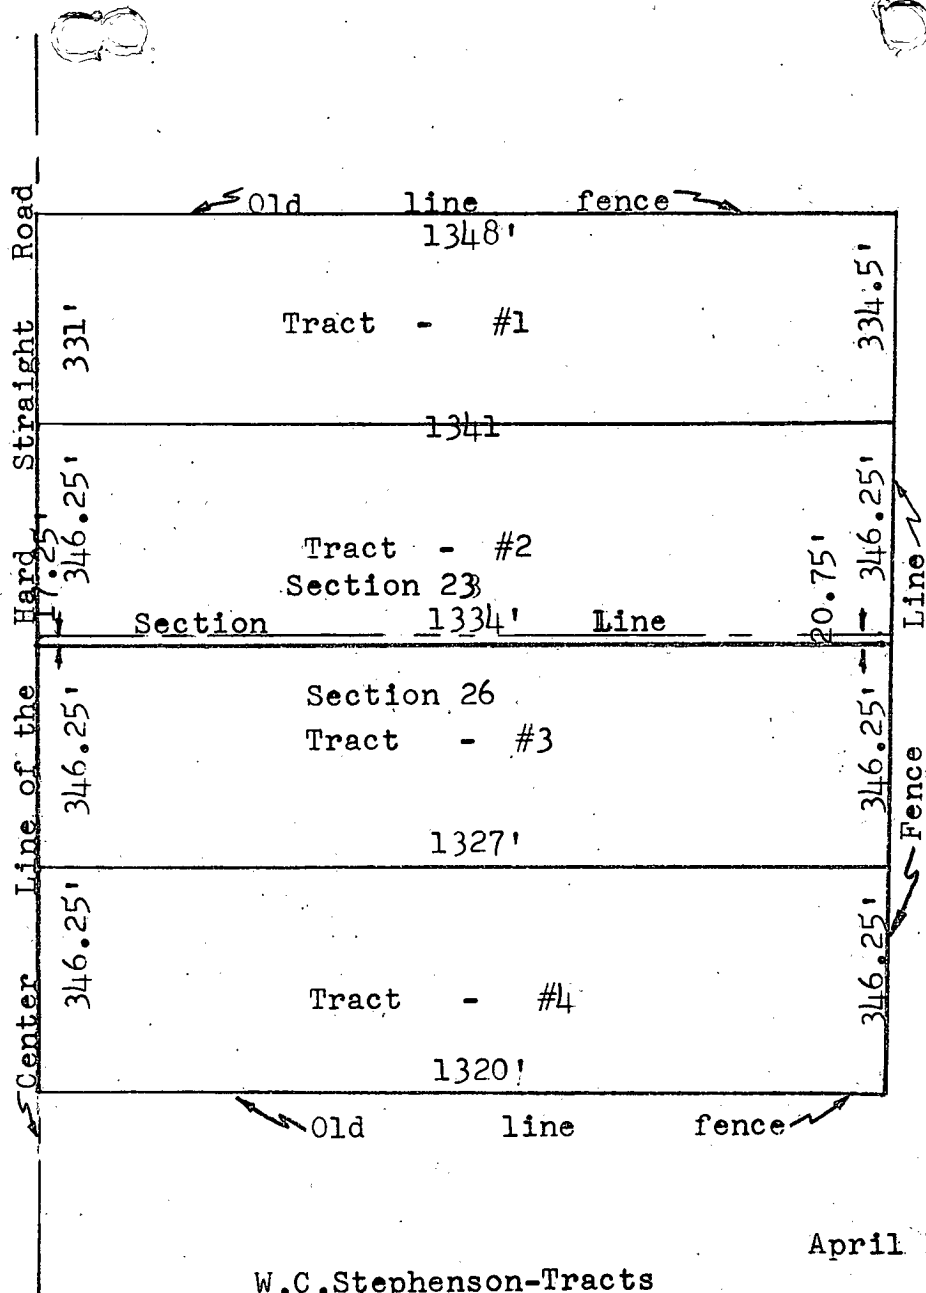 Old line fence
1348'
Tract - #1
331'
334.5'
1341
346.25'
346.25'
Tract - #2
Section 23
17.25'
20.75'
Section 1334' Line
Section 26
Tract - #3
346.25'
346.25'
1327'
346.25'
346.25'
Tract - #4
1320'
Old line fence
Center Line of the Hard Straight Road
Line Fence
April
W.C.Stephenson-Tracts